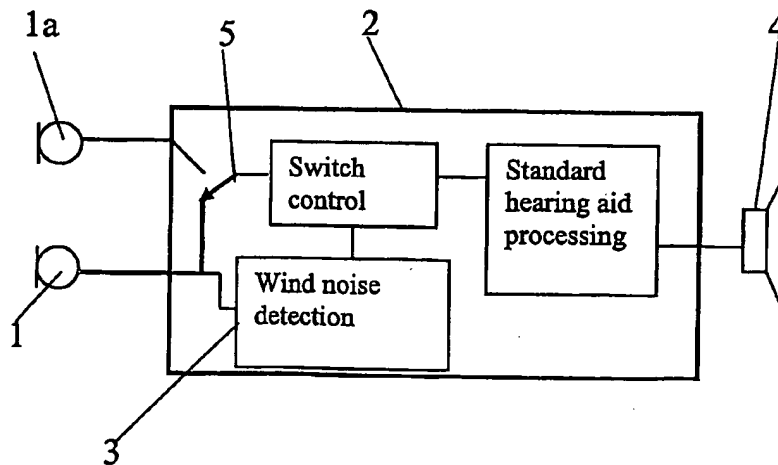 1a
5
2
4
Switch
control
Standard
hearing aid
processing
1
Wind noise
detection
3